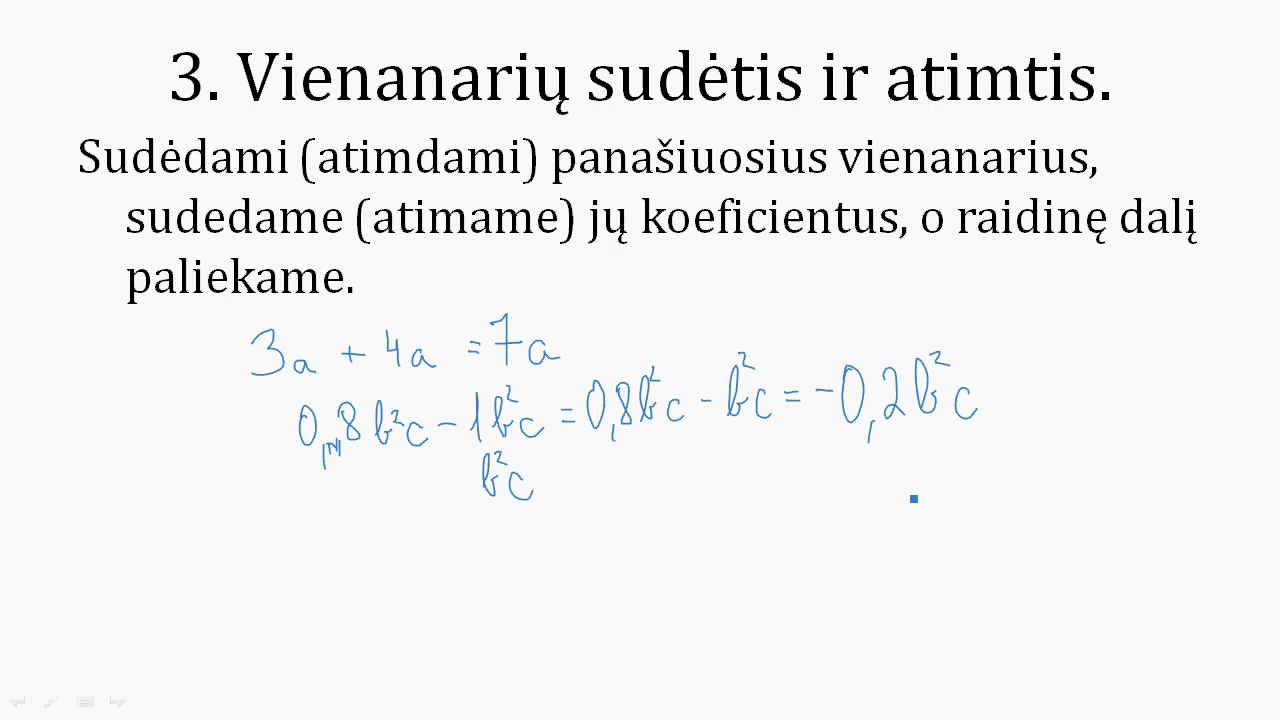 3. Vienanarių sudėtis ir atimtis.
Sudėdami (atimdami) panašiuosius vienanarius,
sudedame (atimame) jų koeficientus, o raidinę dalį
paliekame.
3a + 4a = 7a
0,8b²c - 1b²c = 0,8b²c - b²c = -0,2b²c
b²c